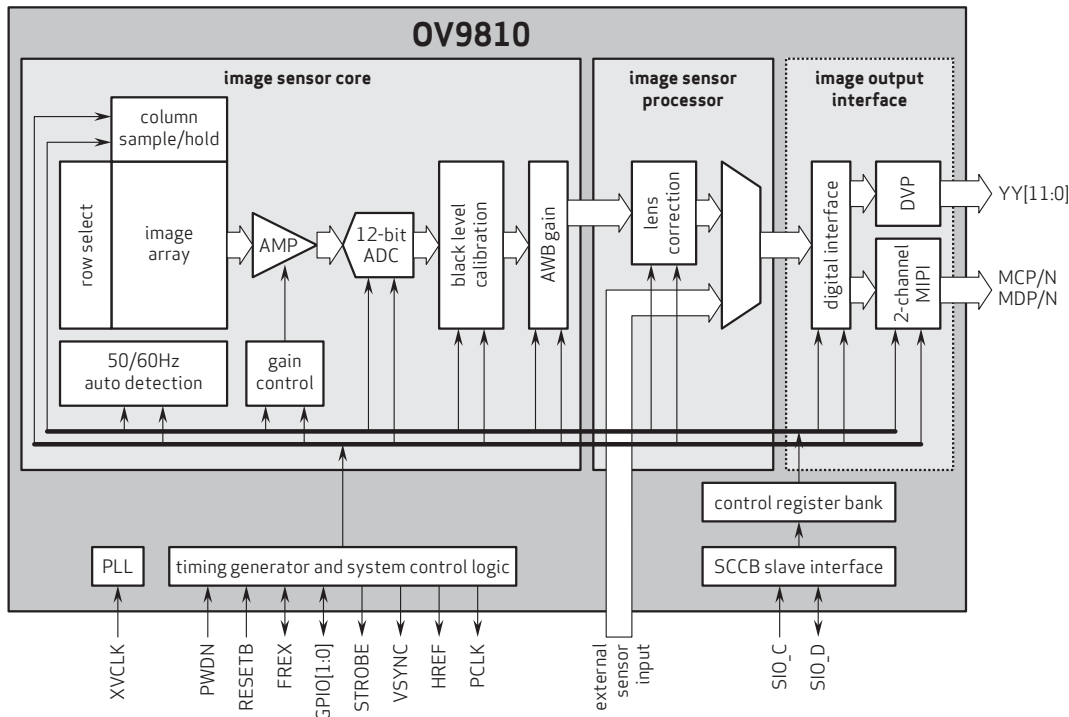 OV9810
image sensor core
image sensor
processor
image output
interface
column
sample/hold
row select
image
array
AMP
12-bit
ADC
black level
calibration
AWB gain
lens
correction
digital interface
DVP
2-channel
MIPI
YY[11:0]
MCP/N
MDP/N
50/60Hz
auto detection
gain
control
control register bank
PLL
timing generator and system control logic
SCCB slave interface
XVCLK
PWDN
RESETB
FREX
GPIO[1:0]
STROBE
VSYNC
HREF
PCLK
external
sensor
input
SIO_C
SIO_D